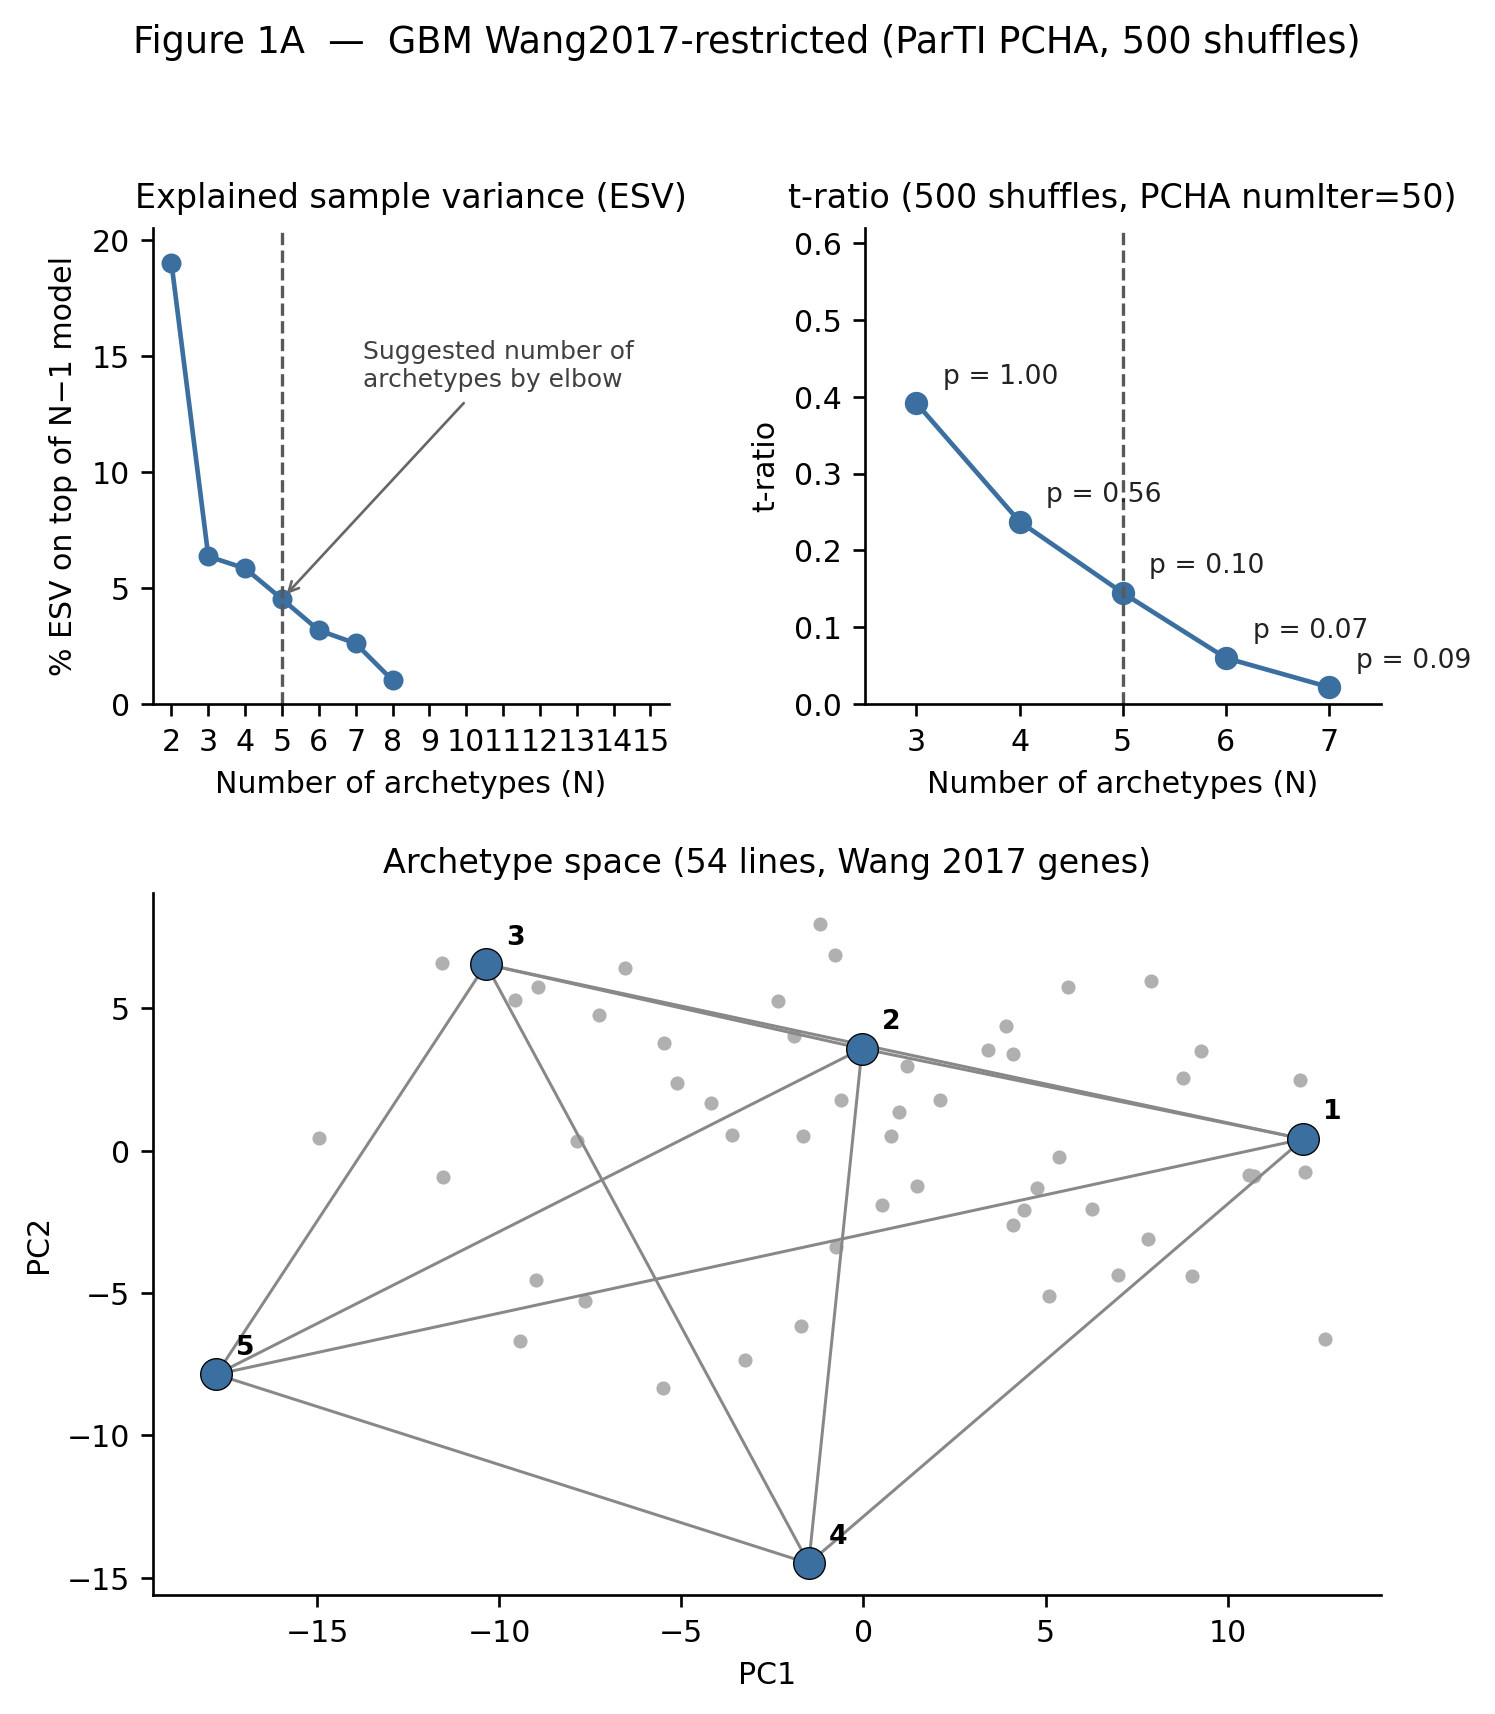 Figure 1A — GBM Wang2017-restricted (ParTI PCHA, 500 shuffles)
Explained sample variance (ESV)
% ESV on top of N−1 model
20
15
10
5
0
Suggested number of
archetypes by elbow
2 3 4 5 6 7 8 9 10 11 12 13 14 15
Number of archetypes (N)
t-ratio (500 shuffles, PCHA numIter=50)
t-ratio
0.6
0.5
0.4
0.3
0.2
0.1
0.0
p = 1.00
p = 0.56
p = 0.10
p = 0.07
p = 0.09
3 4 5 6 7
Number of archetypes (N)
Archetype space (54 lines, Wang 2017 genes)
PC2
5
0
−5
−10
−15
3
2
1
5
4
−15 −10 −5 0 5 10
PC1